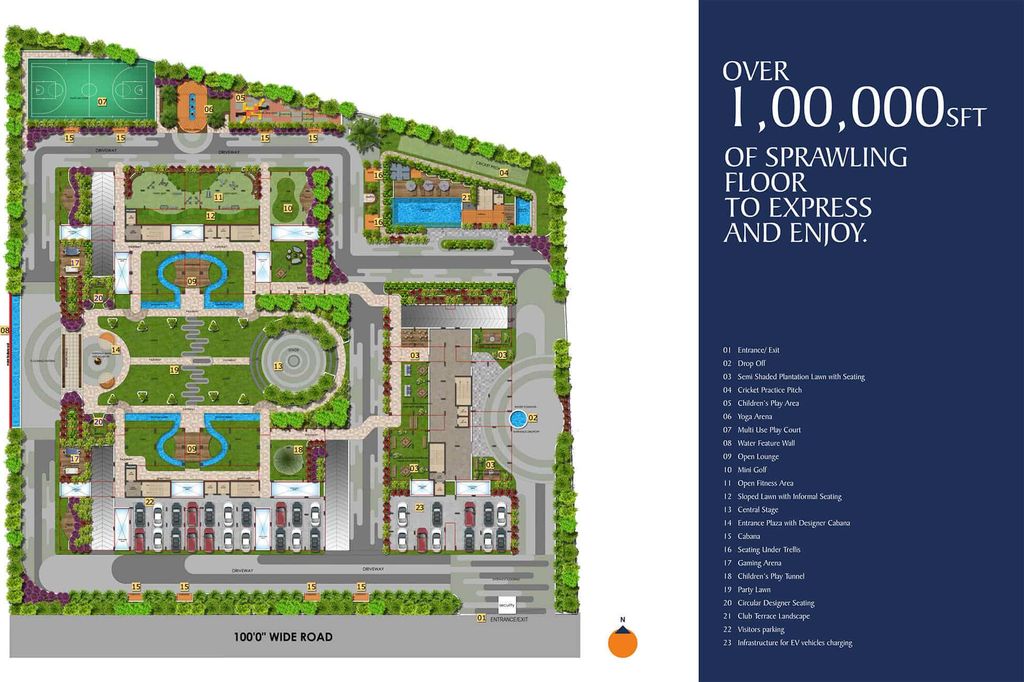 07
06
05
15
15
15
15
DRIVEWAY
DRIVEWAY
CRICKET PITCH
04
16
21
16
11
10
12
17
09
20
08
14
13
STAGE
19
03
03
02
20
09
18
17
03
03
22
23
DRIVEWAY
DRIVEWAY
15
15
15
15
security
01 ENTRANCE/EXIT
100'0" WIDE ROAD
N
OVER
1,00,000 SFT
OF SPRAWLING
FLOOR
TO EXPRESS
AND ENJOY.
01 Entrance/ Exit
02 Drop Off
03 Semi Shaded Plantation Lawn with Seating
04 Cricket Practice Pitch
05 Children's Play Area
06 Yoga Arena
07 Multi Use Play Court
08 Water Feature Wall
09 Open Lounge
10 Mini Golf
11 Open Fitness Area
12 Sloped Lawn with Informal Seating
13 Central Stage
14 Entrance Plaza with Designer Cabana
15 Cabana
16 Seating Under Trellis
17 Gaming Arena
18 Children's Play Tunnel
19 Party Lawn
20 Circular Designer Seating
21 Club Terrace Landscape
22 Visitors parking
23 Infrastructure for EV vehicles charging